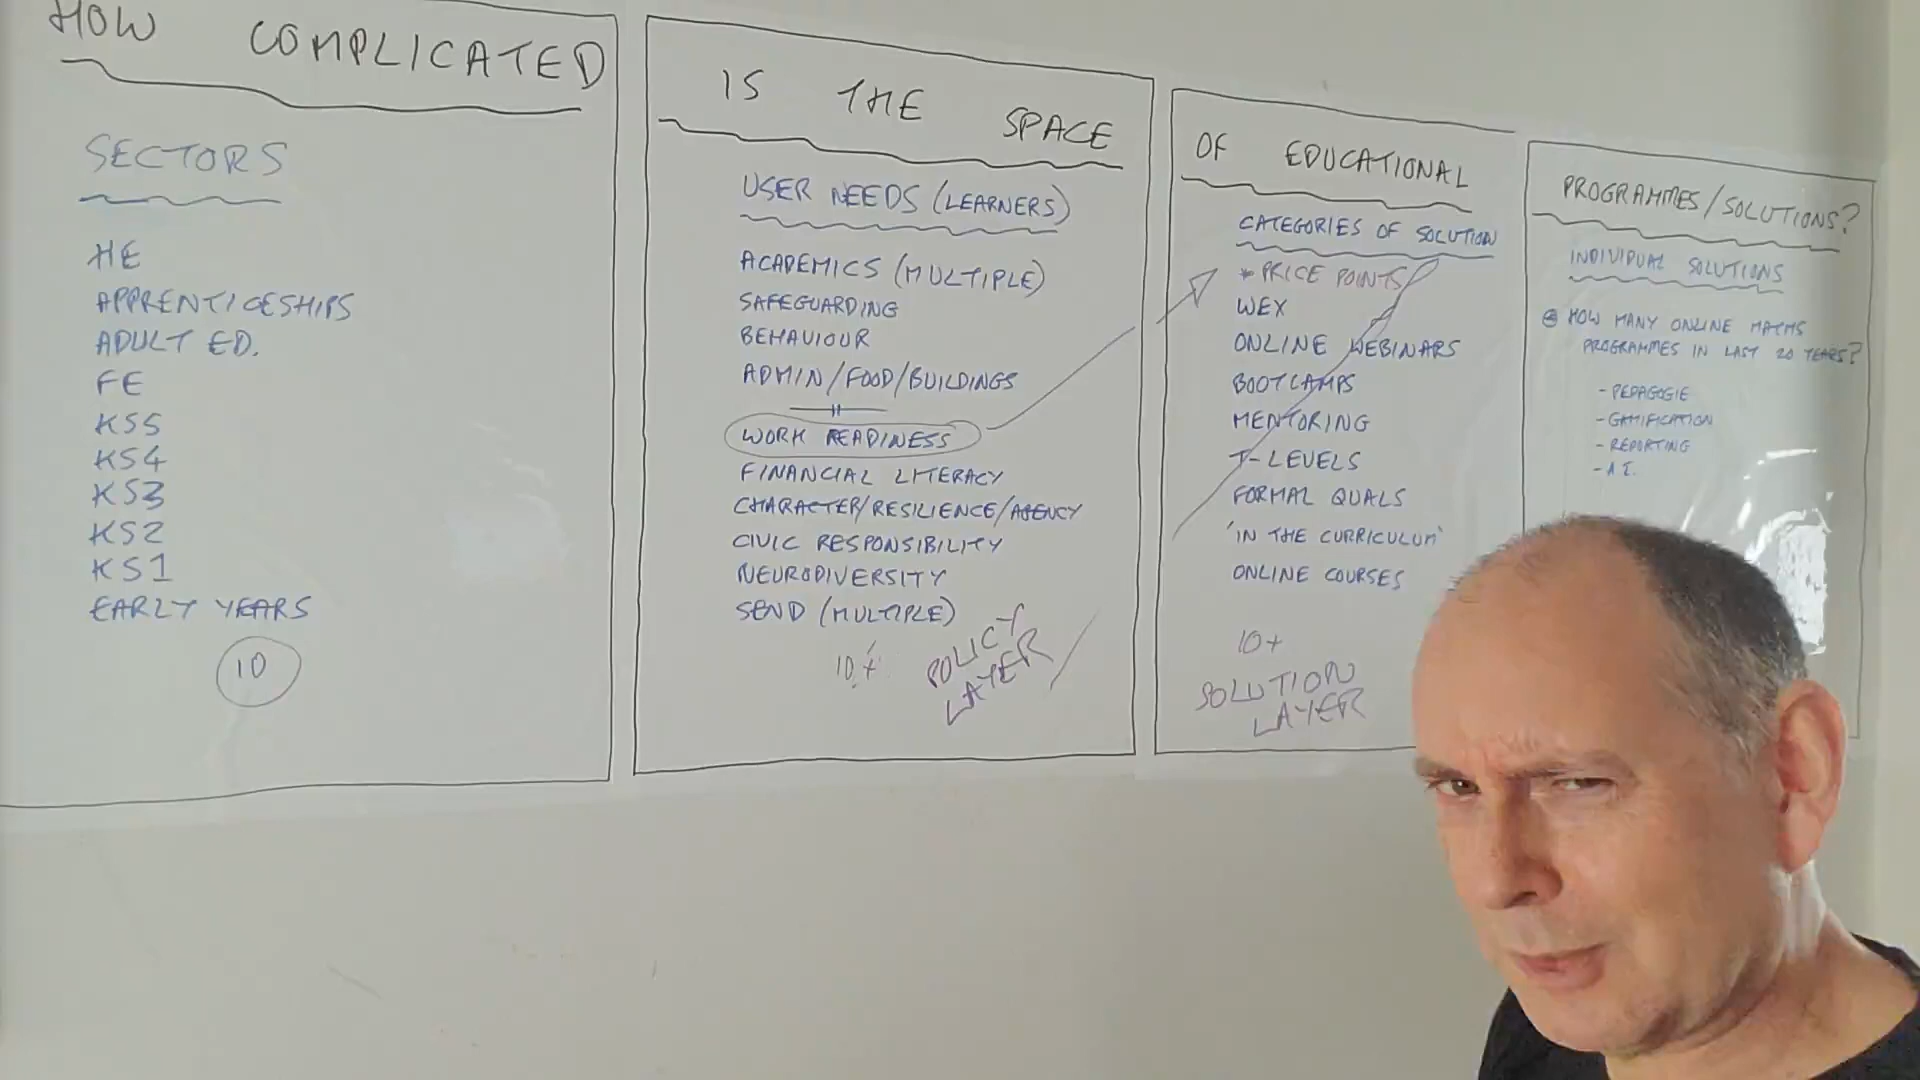 HOW COMPLICATED
SECTORS
HE
APPRENTICESHIPS
ADULT ED.
FE
KS5
KS4
KS3
KS2
KS1
EARLY YEARS
10
IS THE SPACE
USER NEEDS (LEARNERS)
ACADEMICS (MULTIPLE)
SAFEGUARDING
BEHAVIOUR
ADMIN/FOOD/BUILDINGS
WORK READINESS
FINANCIAL LITERACY
CHARACTER/RESILIENCE/AGENCY
CIVIC RESPONSIBILITY
NEURODIVERSITY
SEND (MULTIPLE)
10+
POLICY
LAYER
OF EDUCATIONAL
CATEGORIES OF SOLUTION
* PRICE POINTS
WEX
ONLINE WEBINARS
BOOTCAMPS
MENTORING
T-LEVELS
FORMAL QUALS
'IN THE CURRICULUM'
ONLINE COURSES
10+
SOLUTION
LAYER
PROGRAMMES/SOLUTIONS?
INDIVIDUAL SOLUTIONS
HOW MANY ONLINE MATHS
PROGRAMMES IN LAST 20 YEARS?
- PEDAGOGIE
- GAMIFICATION
- REPORTING
- A.I.